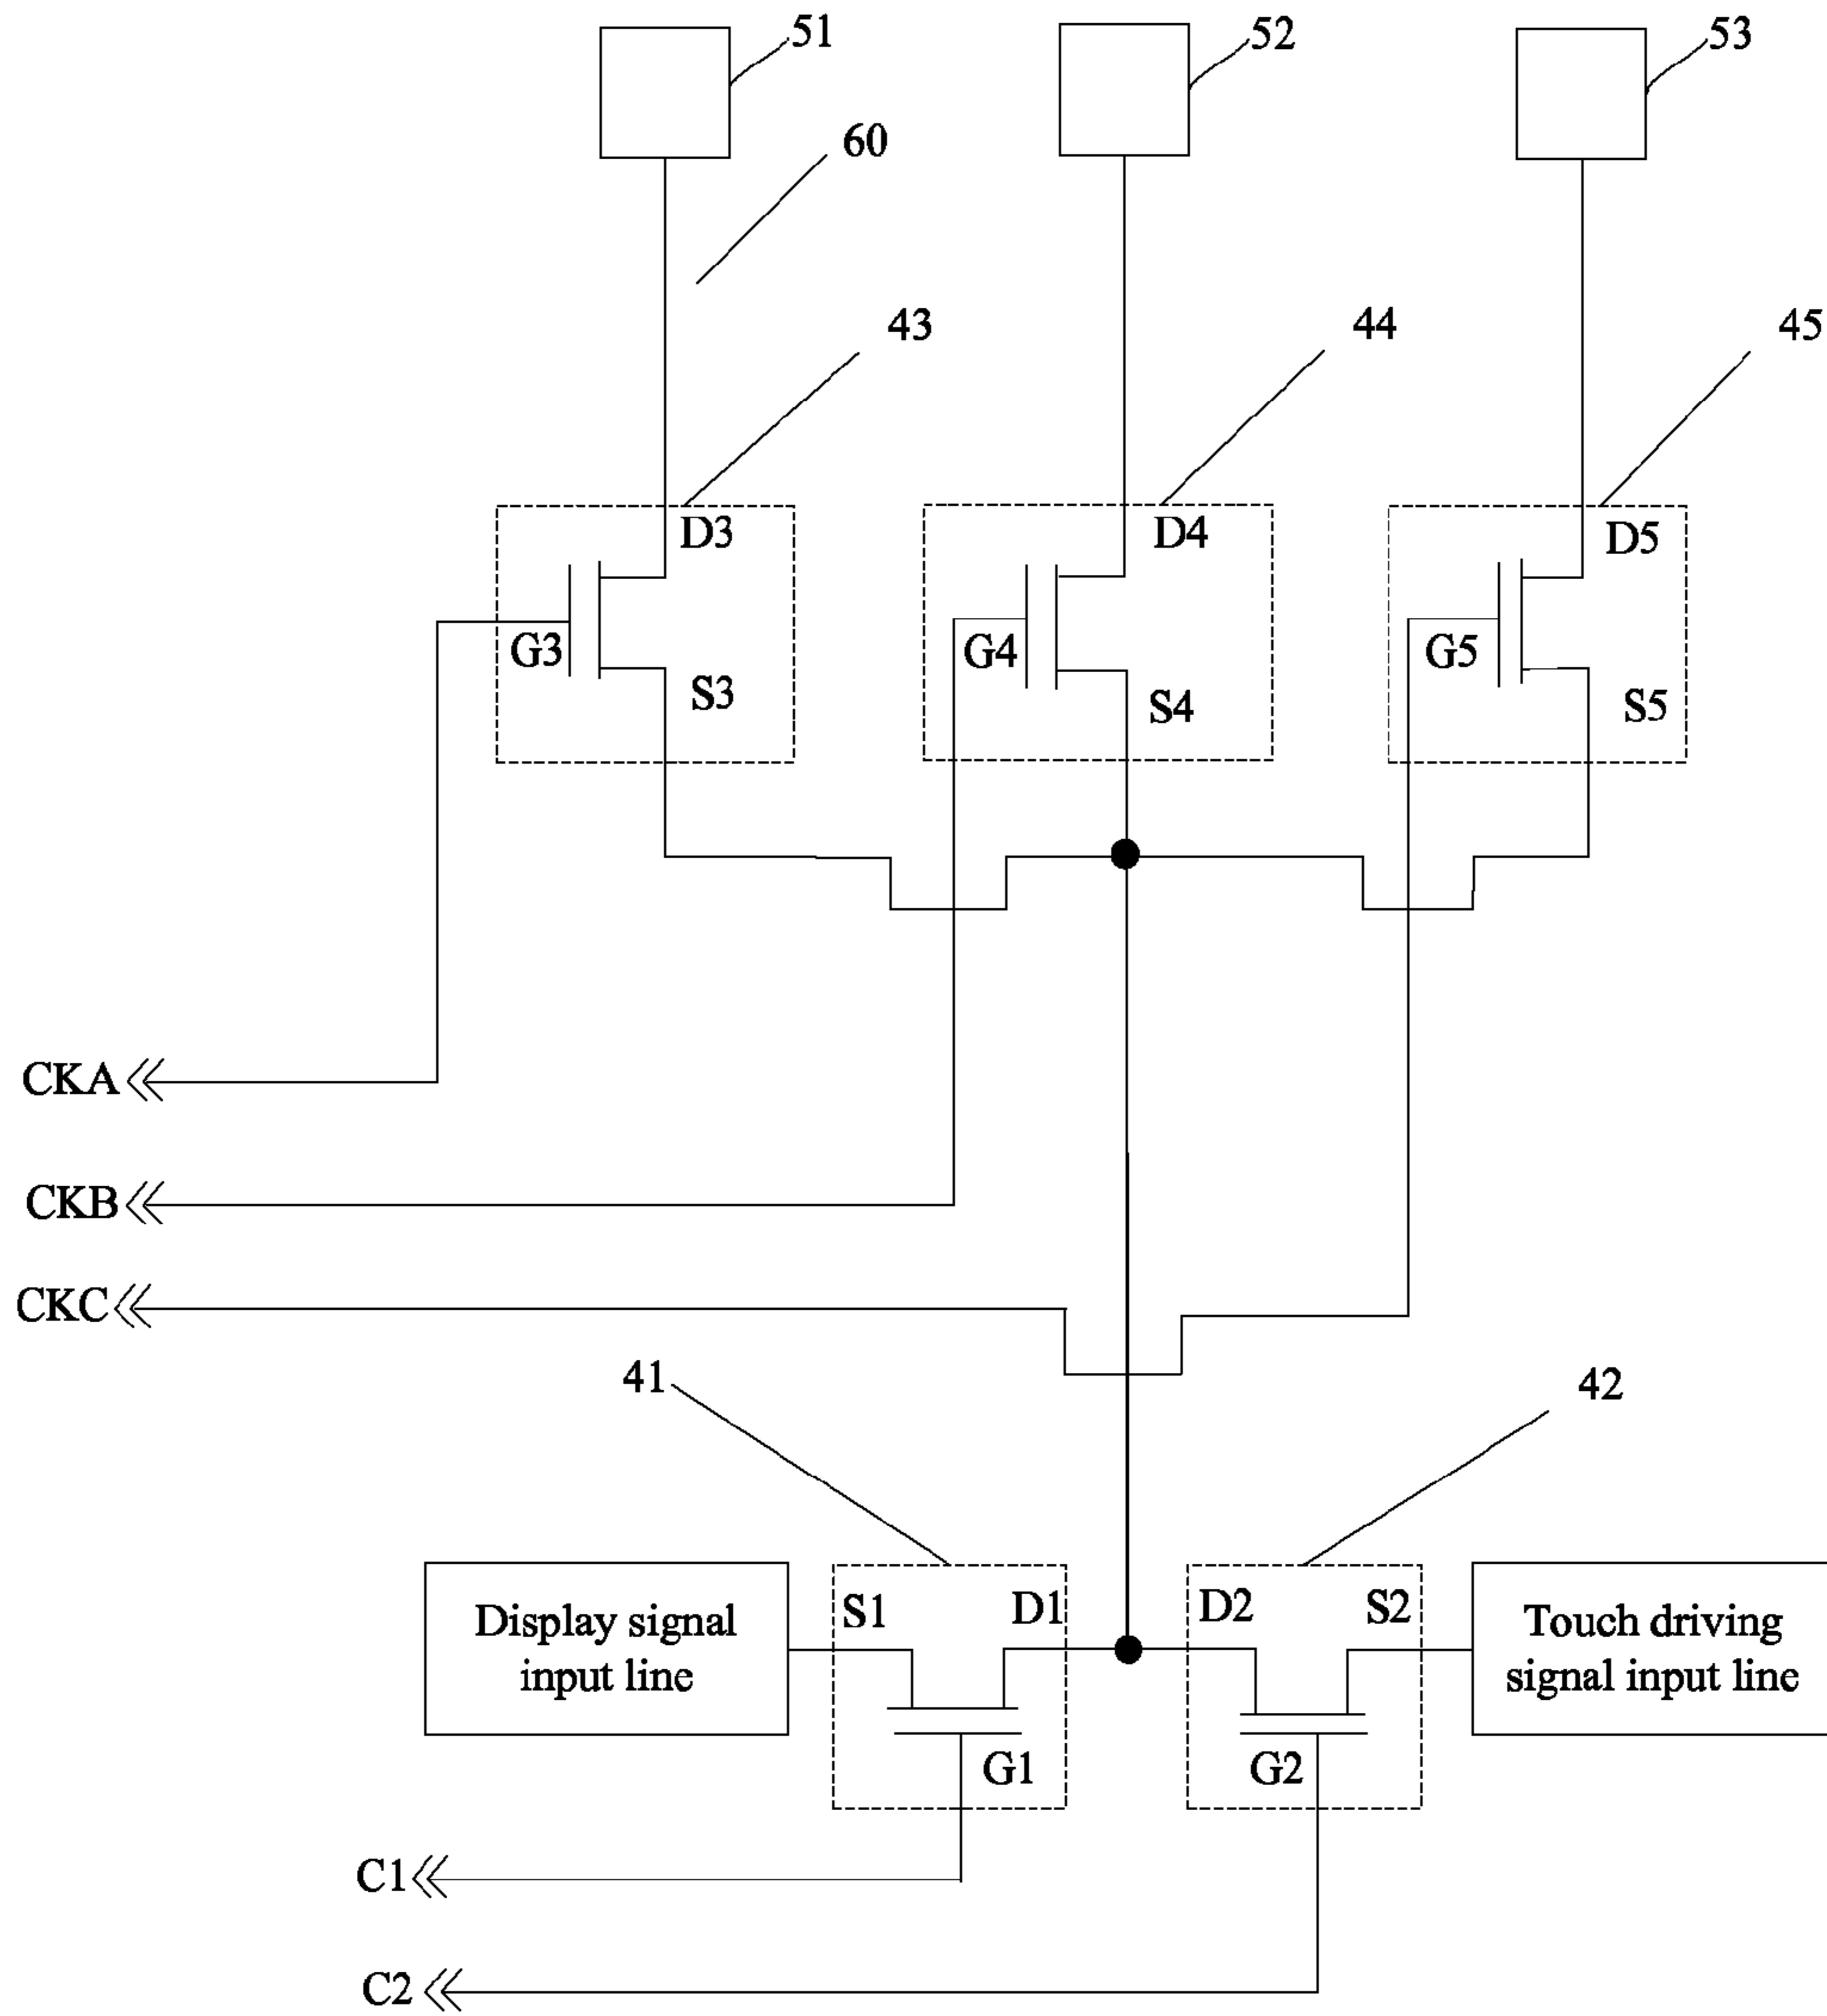 51
52
53
60
43
44
45
D3
D4
D5
G3
G4
G5
S3
S4
S5
CKA
CKB
CKC
41
42
S1
D1
D2
S2
Display signal
input line
Touch driving
signal input line
G1
G2
C1
C2